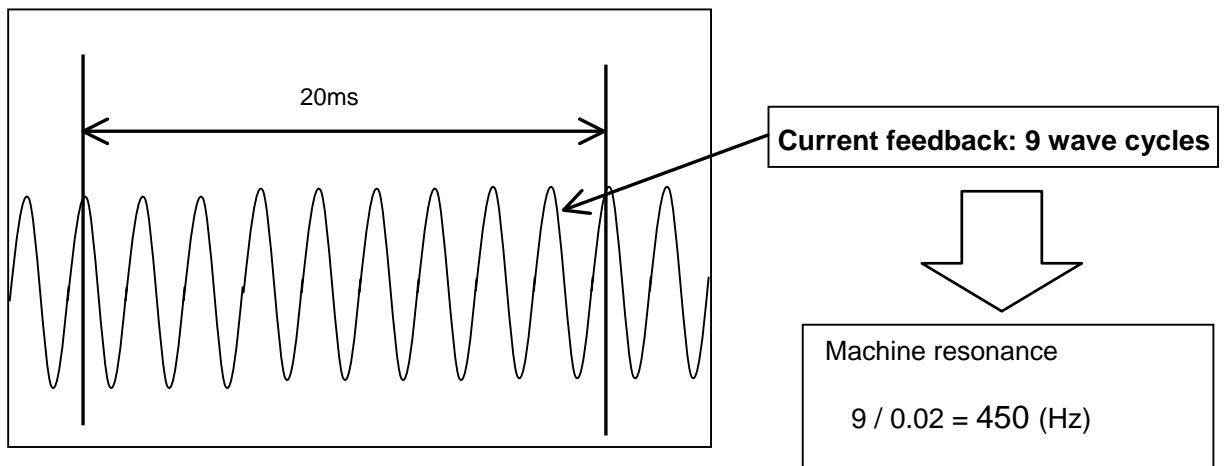 20ms
Current feedback: 9 wave cycles
Machine resonance
9 / 0.02 = 450 (Hz)